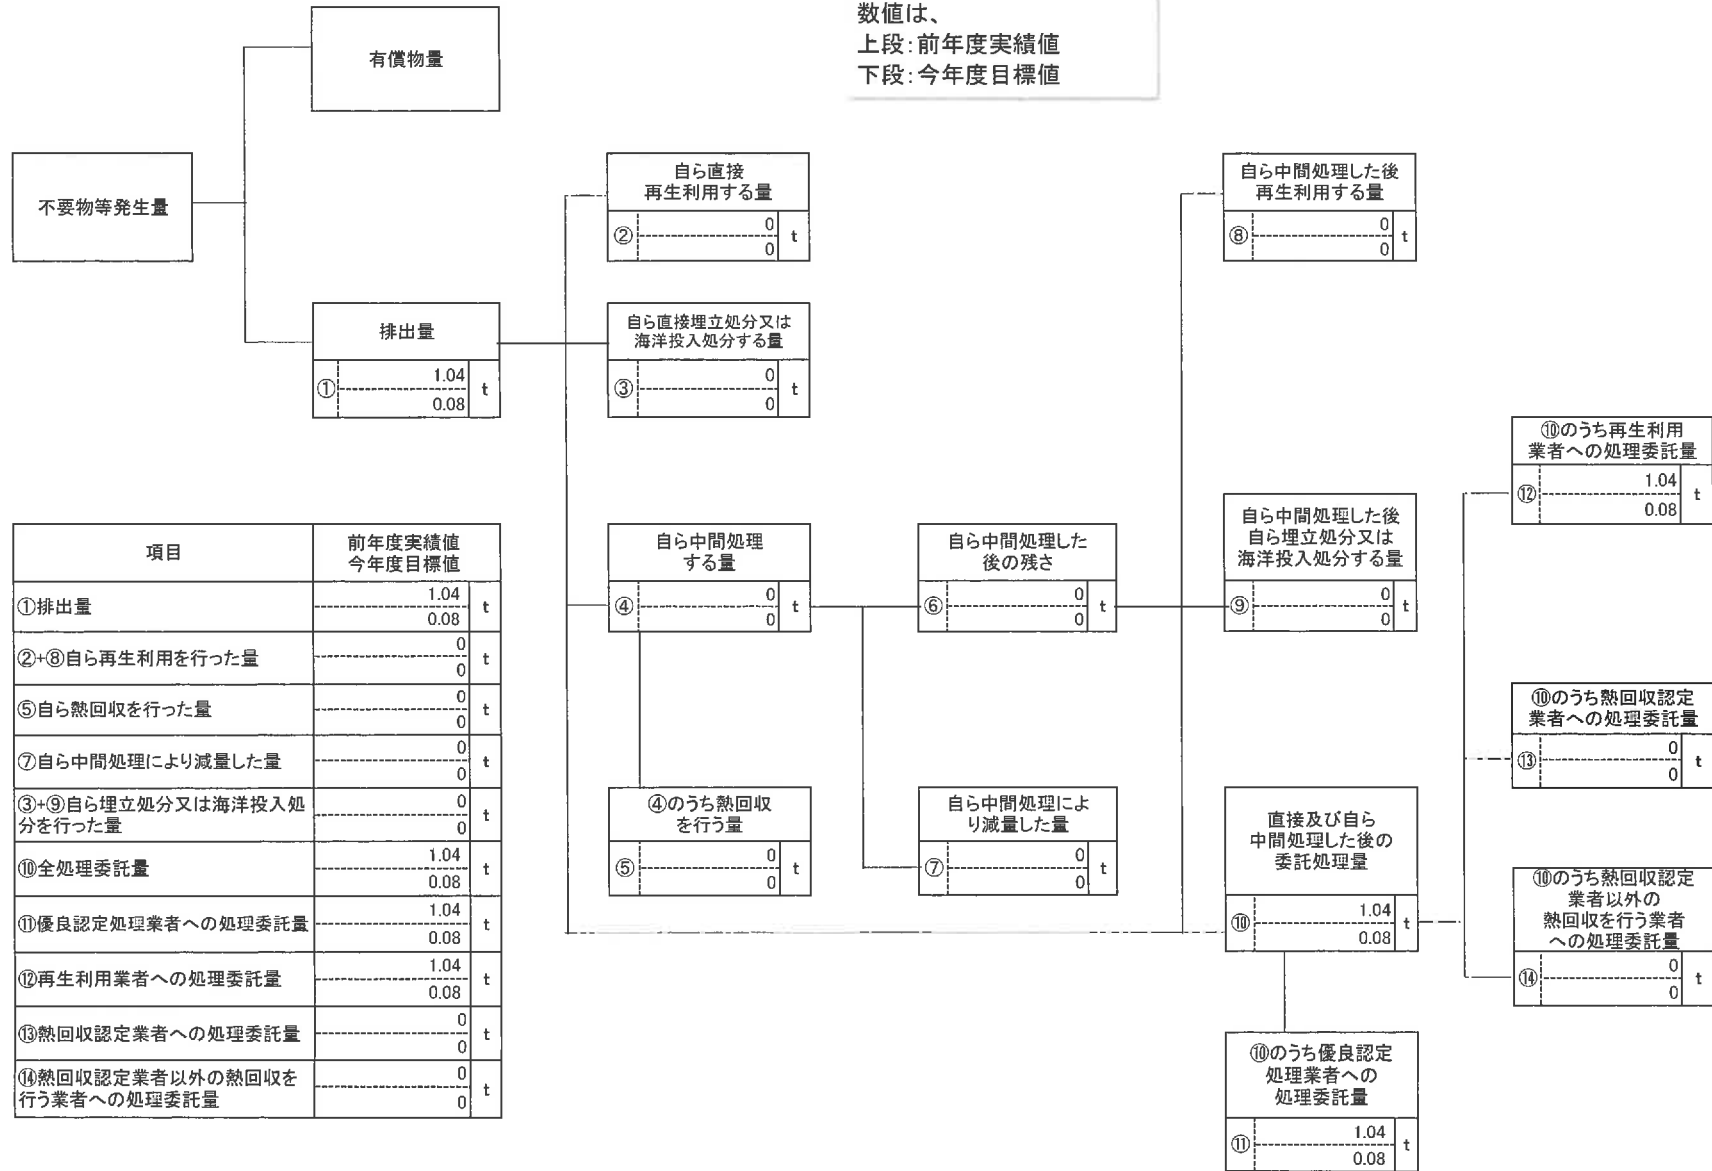 数値は、
上段:前年度実績値
下段:今年度目標値
有償物量
不要物等発生量
排出量
① 1.04 t
0.08
自ら直接
再生利用する量
② 0 t
0
自ら直接埋立処分又は
海洋投入処分する量
③ 0 t
0
自ら中間処理した後
再生利用する量
⑧ 0 t
0
自ら中間処理
する量
④ 0 t
0
自ら中間処理した
後の残さ
⑥ 0 t
0
自ら中間処理した後
自ら埋立処分又は
海洋投入処分する量
⑨ 0 t
0
④のうち熱回収
を行う量
⑤ 0 t
0
自ら中間処理によ
り減量した量
⑦ 0 t
0
直接及び自ら
中間処理した後の
委託処理量
⑩ 1.04 t
0.08
⑩のうち優良認定
処理業者への
処理委託量
⑪ 1.04 t
0.08
⑩のうち再生利用
業者への処理委託量
⑫ 1.04 t
0.08
⑩のうち熱回収認定
業者への処理委託量
⑬ 0 t
0
⑩のうち熱回収認定
業者以外の
熱回収を行う業者
への処理委託量
⑭ 0 t
0
項目 前年度実績値
今年度目標値
①排出量 1.04 t
0.08
②+⑧自ら再生利用を行った量 0 t
0
⑤自ら熱回収を行った量 0 t
0
⑦自ら中間処理により減量した量 0 t
0
③+⑨自ら埋立処分又は海洋投入処 0 t
分を行った量 0
⑩全処理委託量 1.04 t
0.08
⑪優良認定処理業者への処理委託量 1.04 t
0.08
⑫再生利用業者への処理委託量 1.04 t
0.08
⑬熱回収認定業者への処理委託量 0 t
0
⑭熱回収認定業者以外の熱回収を 0 t
行う業者への処理委託量 0